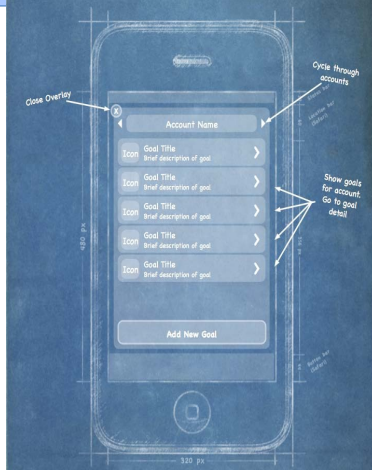 Close Overlay
X
Cycle through
accounts
Account Name
Icon
Goal Title
Brief description of goal
Icon
Goal Title
Brief description of goal
Icon
Goal Title
Brief description of goal
Icon
Goal Title
Brief description of goal
Icon
Goal Title
Brief description of goal
Show goals
for account.
Go to goal
detail
Add New Goal
480 px
320 px